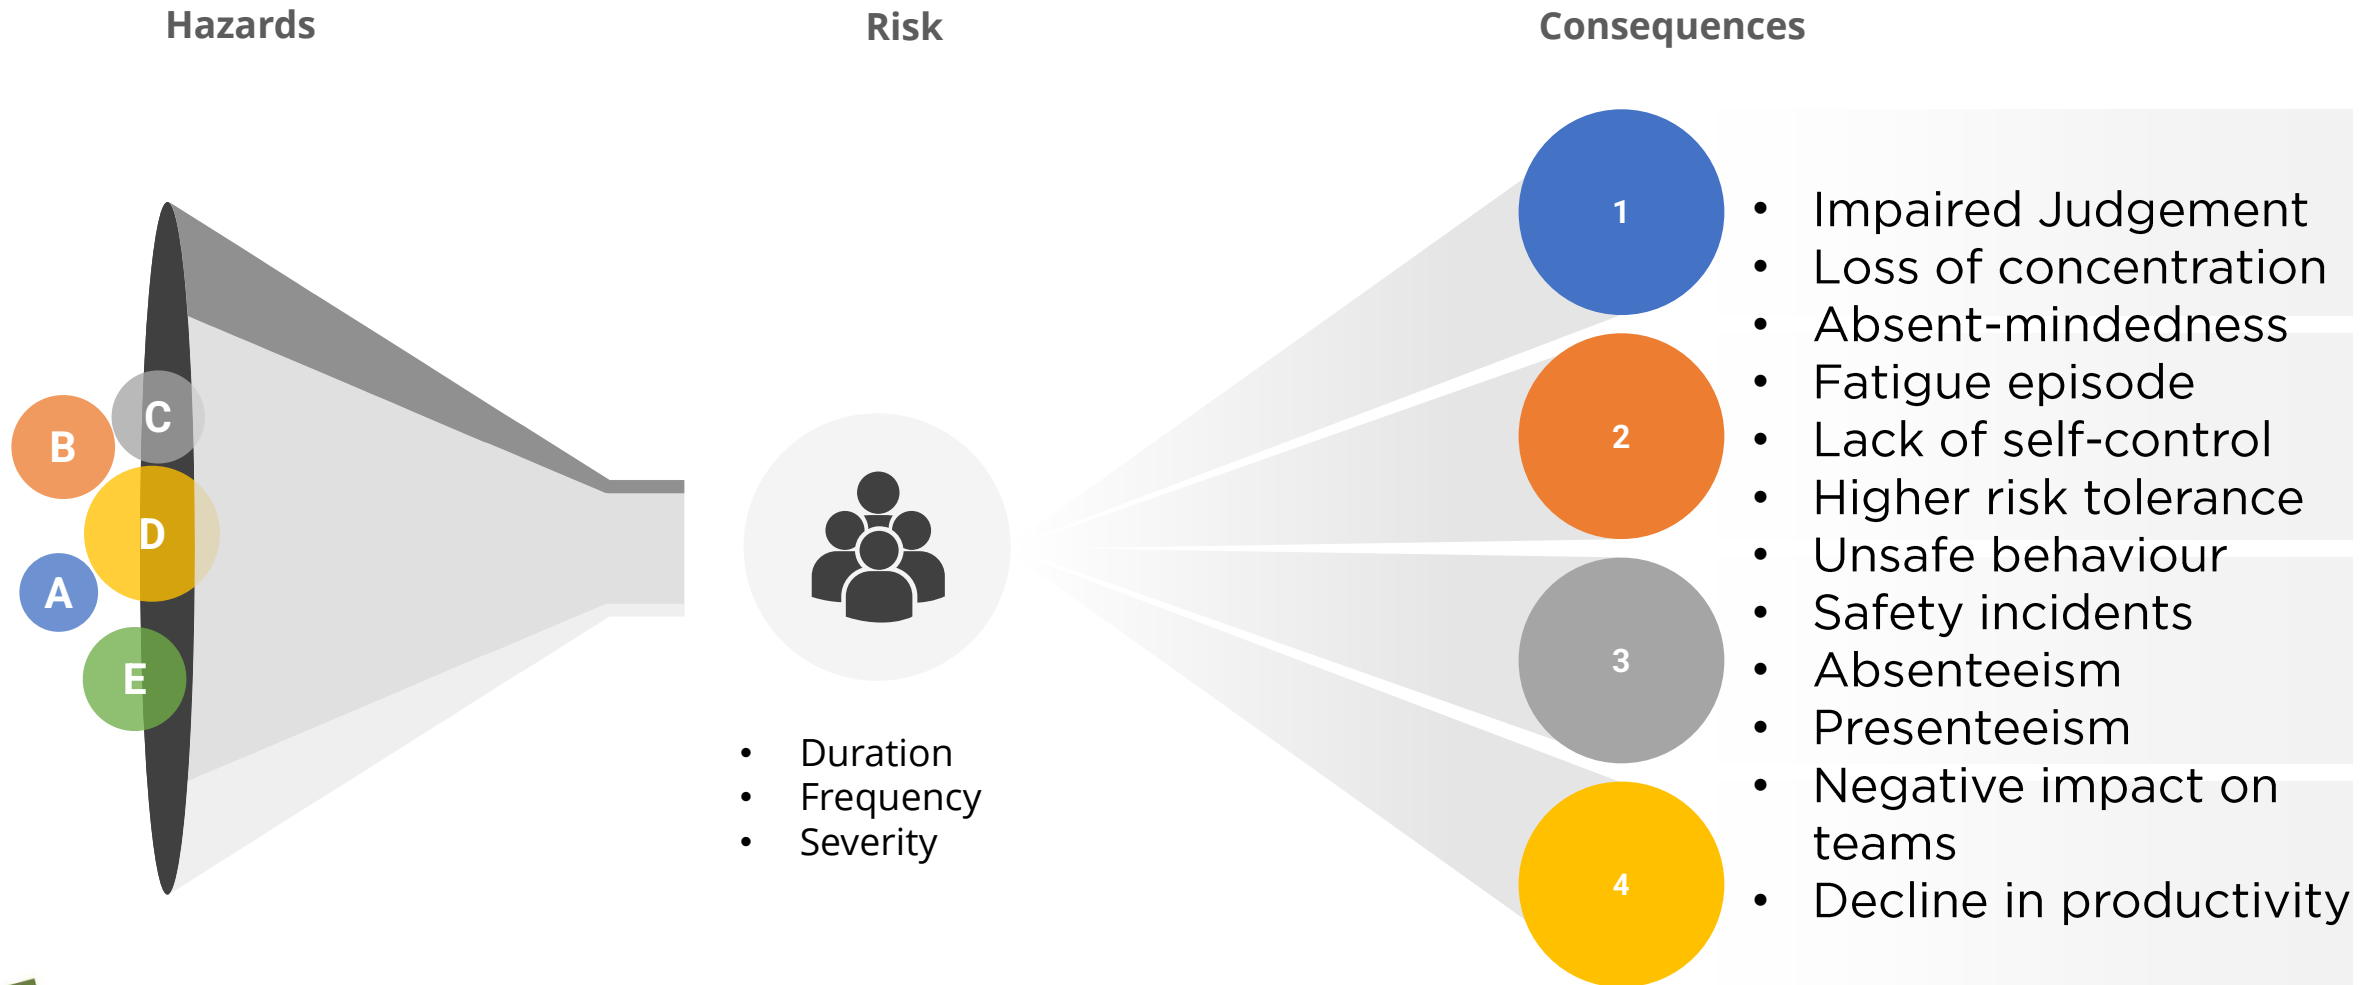 Hazards
Risk
Consequences
B
C
D
A
E
• Duration
• Frequency
• Severity
1
2
3
4
• Impaired Judgement
• Loss of concentration
• Absent-mindedness
• Fatigue episode
• Lack of self-control
• Higher risk tolerance
• Unsafe behaviour
• Safety incidents
• Absenteeism
• Presenteeism
• Negative impact on
teams
• Decline in productivity